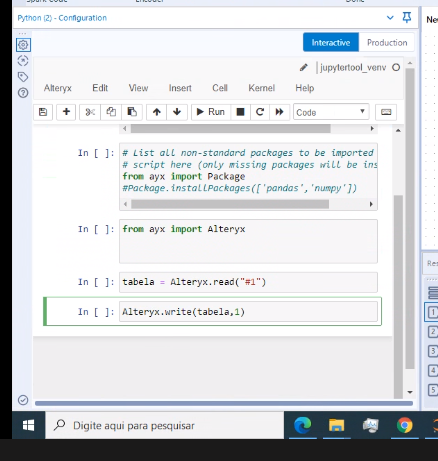 Python (2) - Configuration
Interactive
Production
jupytertool_venv
Alteryx Edit View Insert Cell Kernel Help
Run
Code
In [ ]: # List all non-standard packages to be imported
# script here (only missing packages will be ins
from ayx import Package
#Package.installPackages(['pandas','numpy'])
In [ ]: from ayx import Alteryx
In [ ]: tabela = Alteryx.read("#1")
In [ ]: Alteryx.write(tabela,1)
Ne
Res
1
2
3
4
5
Digite aqui para pesquisar